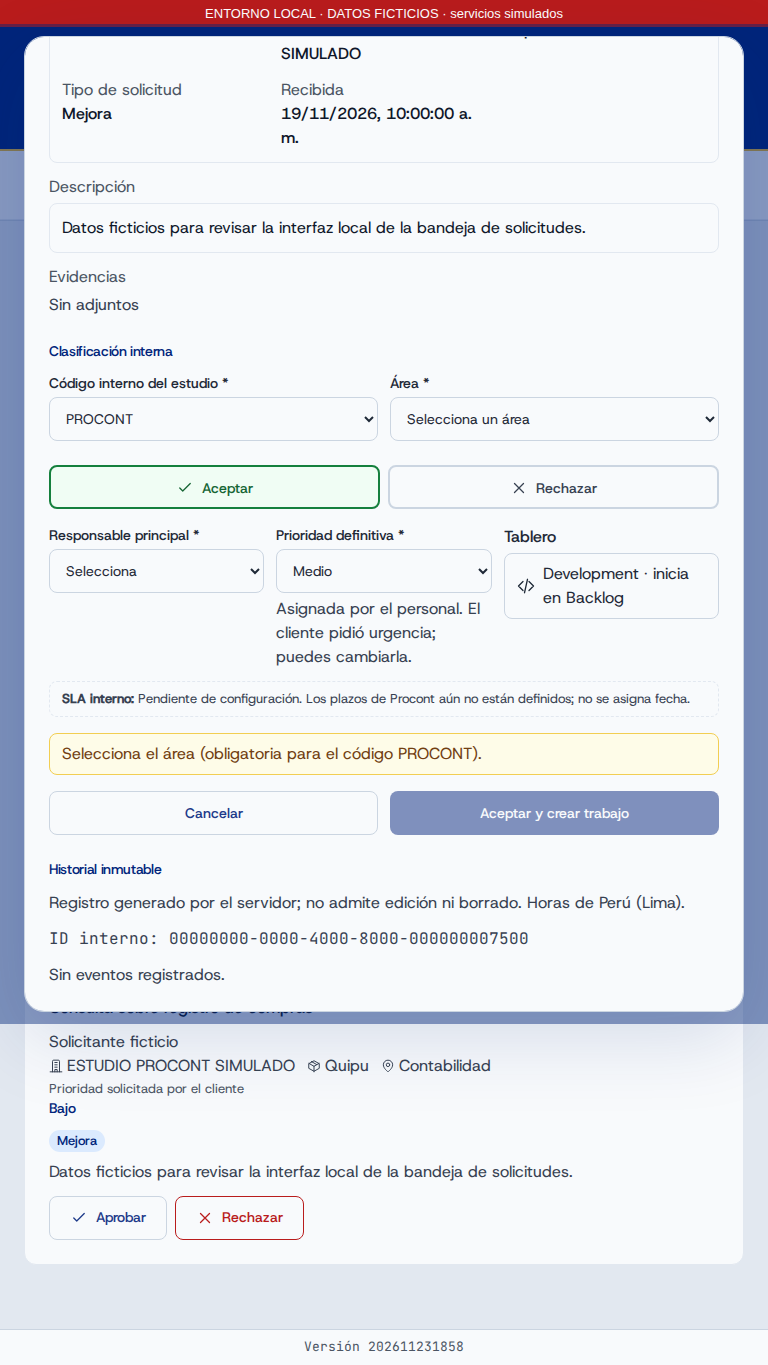 ENTORNO LOCAL · DATOS FICTICIOS · servicios simulados
SIMULADO
Tipo de solicitud
Mejora
Recibida
19/11/2026, 10:00:00 a.
m.
Descripción
Datos ficticios para revisar la interfaz local de la bandeja de solicitudes.
Evidencias
Sin adjuntos
Clasificación interna
Código interno del estudio *
Área *
PROCONT
Selecciona un área
Aceptar
Rechazar
Responsable principal *
Prioridad definitiva *
Tablero
Selecciona
Medio
Development · inicia
en Backlog
Asignada por el personal. El
cliente pidió urgencia;
puedes cambiarla.
SLA interno: Pendiente de configuración. Los plazos de Procont aún no están definidos; no se asigna fecha.
Selecciona el área (obligatoria para el código PROCONT).
Cancelar
Aceptar y crear trabajo
Historial inmutable
Registro generado por el servidor; no admite edición ni borrado. Horas de Perú (Lima).
ID interno: 00000000-0000-4000-8000-000000007500
Sin eventos registrados.
Solicitante ficticio
ESTUDIO PROCONT SIMULADO Quipu Contabilidad
Prioridad solicitada por el cliente
Bajo
Mejora
Datos ficticios para revisar la interfaz local de la bandeja de solicitudes.
Aprobar
Rechazar
Versión 202611231858